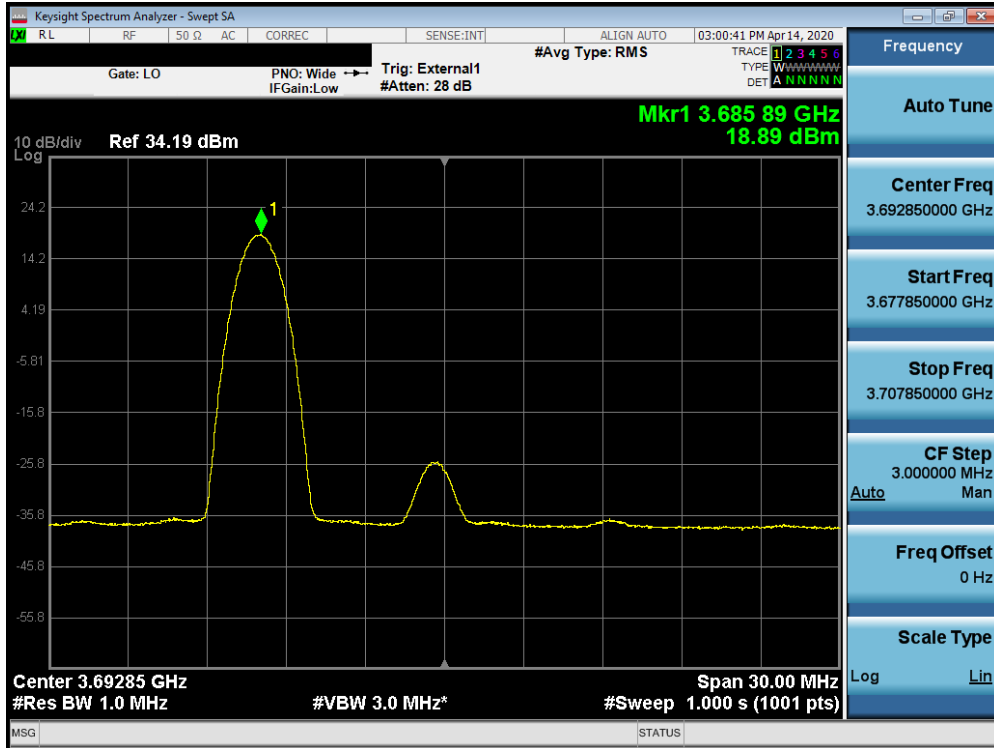 Keysight Spectrum Analyzer - Swept SA
LXI RL RF 50 Ω AC CORREC SENSE:INT ALIGN AUTO 03:00:41 PM Apr 14, 2020
Gate: LO
PNO: Wide
IFGain:Low
Trig: External1
#Atten: 28 dB
#Avg Type: RMS
TRACE 1 2 3 4 5 6
TYPE WWWWWW
DET A N N N N N
Mkr1 3.685 89 GHz
18.89 dBm
10 dB/div Ref 34.19 dBm
Log
1
24.2
14.2
4.19
-5.81
-15.8
-25.8
-35.8
-45.8
-55.8
Center 3.69285 GHz Span 30.00 MHz
#Res BW 1.0 MHz #VBW 3.0 MHz* #Sweep 1.000 s (1001 pts)
MSG STATUS
Frequency
Auto Tune
Center Freq
3.692850000 GHz
Start Freq
3.677850000 GHz
Stop Freq
3.707850000 GHz
CF Step
3.000000 MHz
Auto Man
Freq Offset
0 Hz
Scale Type
Log Lin